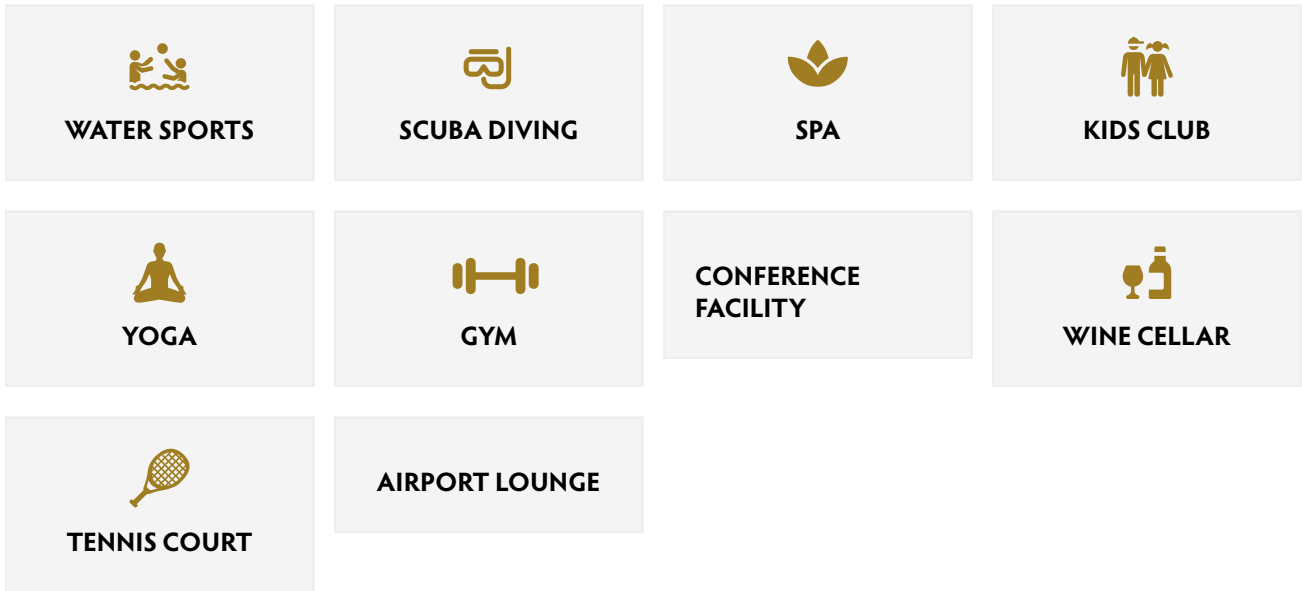 WATER SPORTS
SCUBA DIVING
SPA
KIDS CLUB
YOGA
GYM
CONFERENCE
FACILITY
WINE CELLAR
TENNIS COURT
AIRPORT LOUNGE